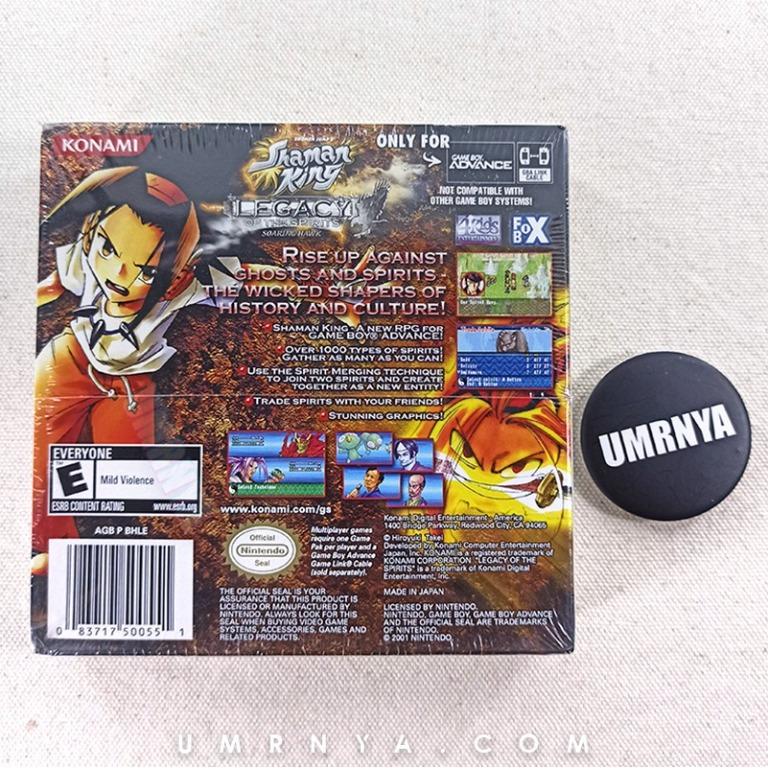 KONAMI
SHONEN JUMP'S
Shaman
King
LEGACY
OF THE SPIRITS
SOARING HAWK
ONLY FOR
GAME BOY
ADVANCE
GBA LINK
CABLE
NOT COMPATIBLE WITH
OTHER GAME BOY SYSTEMS!
4Kids
ENTERTAINMENT
FOX
BOX
RISE UP AGAINST
GHOSTS AND SPIRITS -
THE WICKED SHAPERS OF
HISTORY AND CULTURE!
SHAMAN KING - A NEW RPG FOR
GAME BOY® ADVANCE!
OVER 1000 TYPES OF SPIRITS!
GATHER AS MANY AS YOU CAN!
USE THE SPIRIT MERGING TECHNIQUE
TO JOIN TWO SPIRITS AND CREATE
TOGETHER AS A NEW ENTITY!
TRADE SPIRITS WITH YOUR FRIENDS!
STUNNING GRAPHICS!
Select Technique
EVERYONE
E
Mild Violence
ESRB CONTENT RATING www.esrb.org
AGB P BHLE
0 83717 50055 1
www.konami.com/gs
Official
Nintendo
Seal
Multiplayer games
require one Game
Pak per player and a
Game Boy Advance
Game Link® Cable
(sold separately).
THE OFFICIAL SEAL IS YOUR
ASSURANCE THAT THIS PRODUCT IS
LICENSED OR MANUFACTURED BY
NINTENDO. ALWAYS LOOK FOR THIS
SEAL WHEN BUYING VIDEO GAME
SYSTEMS, ACCESSORIES, GAMES AND
RELATED PRODUCTS.
Konami Digital Entertainment - America
1400 Bridge Parkway, Redwood City, CA 94065
© Hiroyuki Takei
Developed by Konami Computer Entertainment
Japan, Inc. KONAMI is a registered trademark of
KONAMI CORPORATION. "LEGACY OF THE
SPIRITS" is a trademark of Konami Digital
Entertainment, Inc.
MADE IN JAPAN
LICENSED BY NINTENDO.
NINTENDO, GAME BOY, GAME BOY ADVANCE
AND THE OFFICIAL SEAL ARE TRADEMARKS
OF NINTENDO.
© 2001 NINTENDO.
UMRNYA
UMRNYA.COM